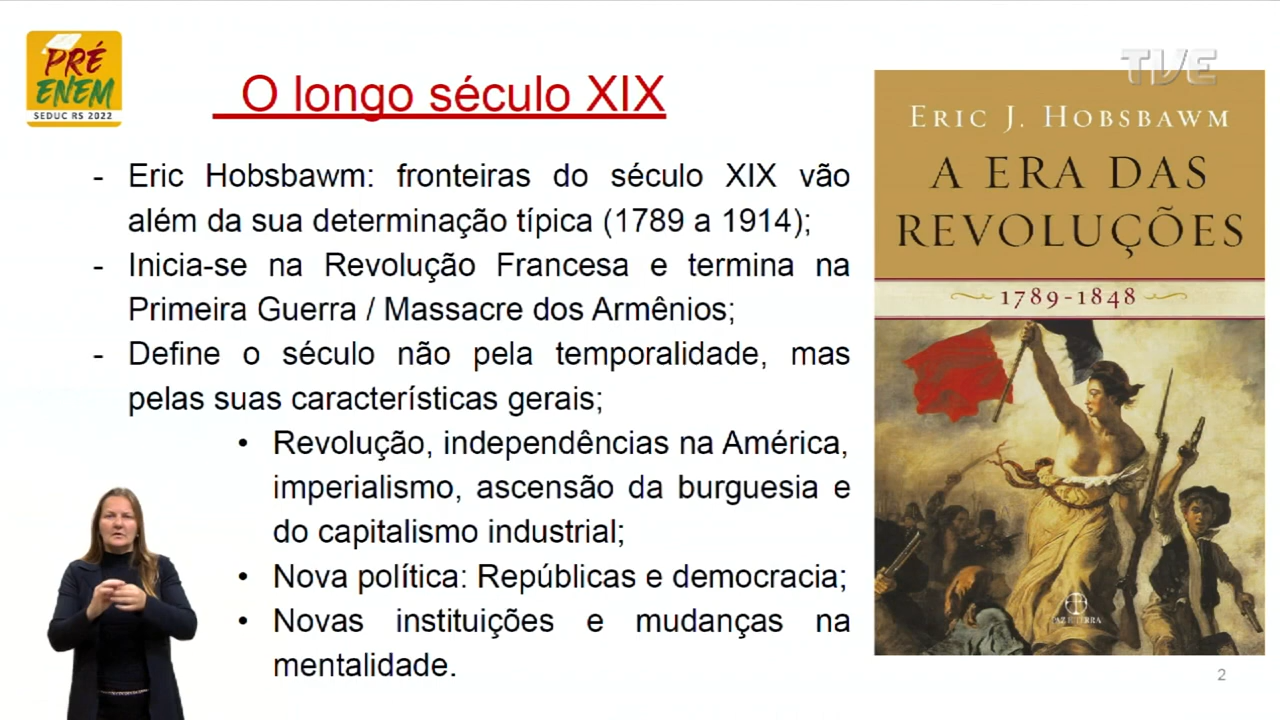 PRÉ
ENEM
SEDUC RS 2022
O longo século XIX
- Eric Hobsbawm: fronteiras do século XIX vão
além da sua determinação típica (1789 a 1914);
- Inicia-se na Revolução Francesa e termina na
Primeira Guerra / Massacre dos Armênios;
- Define o século não pela temporalidade, mas
pelas suas características gerais;
• Revolução, independências na América,
imperialismo, ascensão da burguesia e
do capitalismo industrial;
• Nova política: Repúblicas e democracia;
• Novas instituições e mudanças na
mentalidade.
TVE
ERIC J. HOBSBAWM
A ERA DAS
REVOLUÇÕES
1789-1848
PAZ E TERRA
2